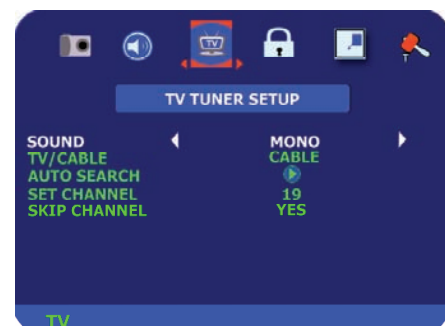 TV
TV TUNER SETUP
SOUND MONO
TV/CABLE CABLE
AUTO SEARCH
SET CHANNEL 19
SKIP CHANNEL YES
TV